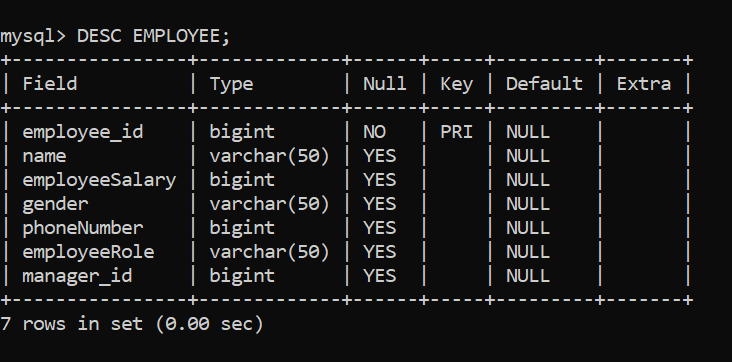 mysql> DESC EMPLOYEE;
+----------------+-------------+------+-----+---------+-------+
| Field          | Type        | Null | Key | Default | Extra |
+----------------+-------------+------+-----+---------+-------+
| employee_id    | bigint      | NO   | PRI | NULL    |       |
| name           | varchar(50) | YES  |     | NULL    |       |
| employeeSalary | bigint      | YES  |     | NULL    |       |
| gender         | varchar(50) | YES  |     | NULL    |       |
| phoneNumber    | bigint      | YES  |     | NULL    |       |
| employeeRole   | varchar(50) | YES  |     | NULL    |       |
| manager_id     | bigint      | YES  |     | NULL    |       |
+----------------+-------------+------+-----+---------+-------+
7 rows in set (0.00 sec)